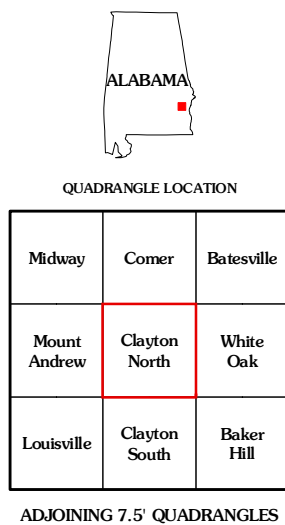 ALABAMA
QUADRANGLE LOCATION
Midway
Comer
Batesville
Mount
Andrew
Clayton
North
White
Oak
Louisville
Clayton
South
Baker
Hill
ADJOINING 7.5' QUADRANGLES